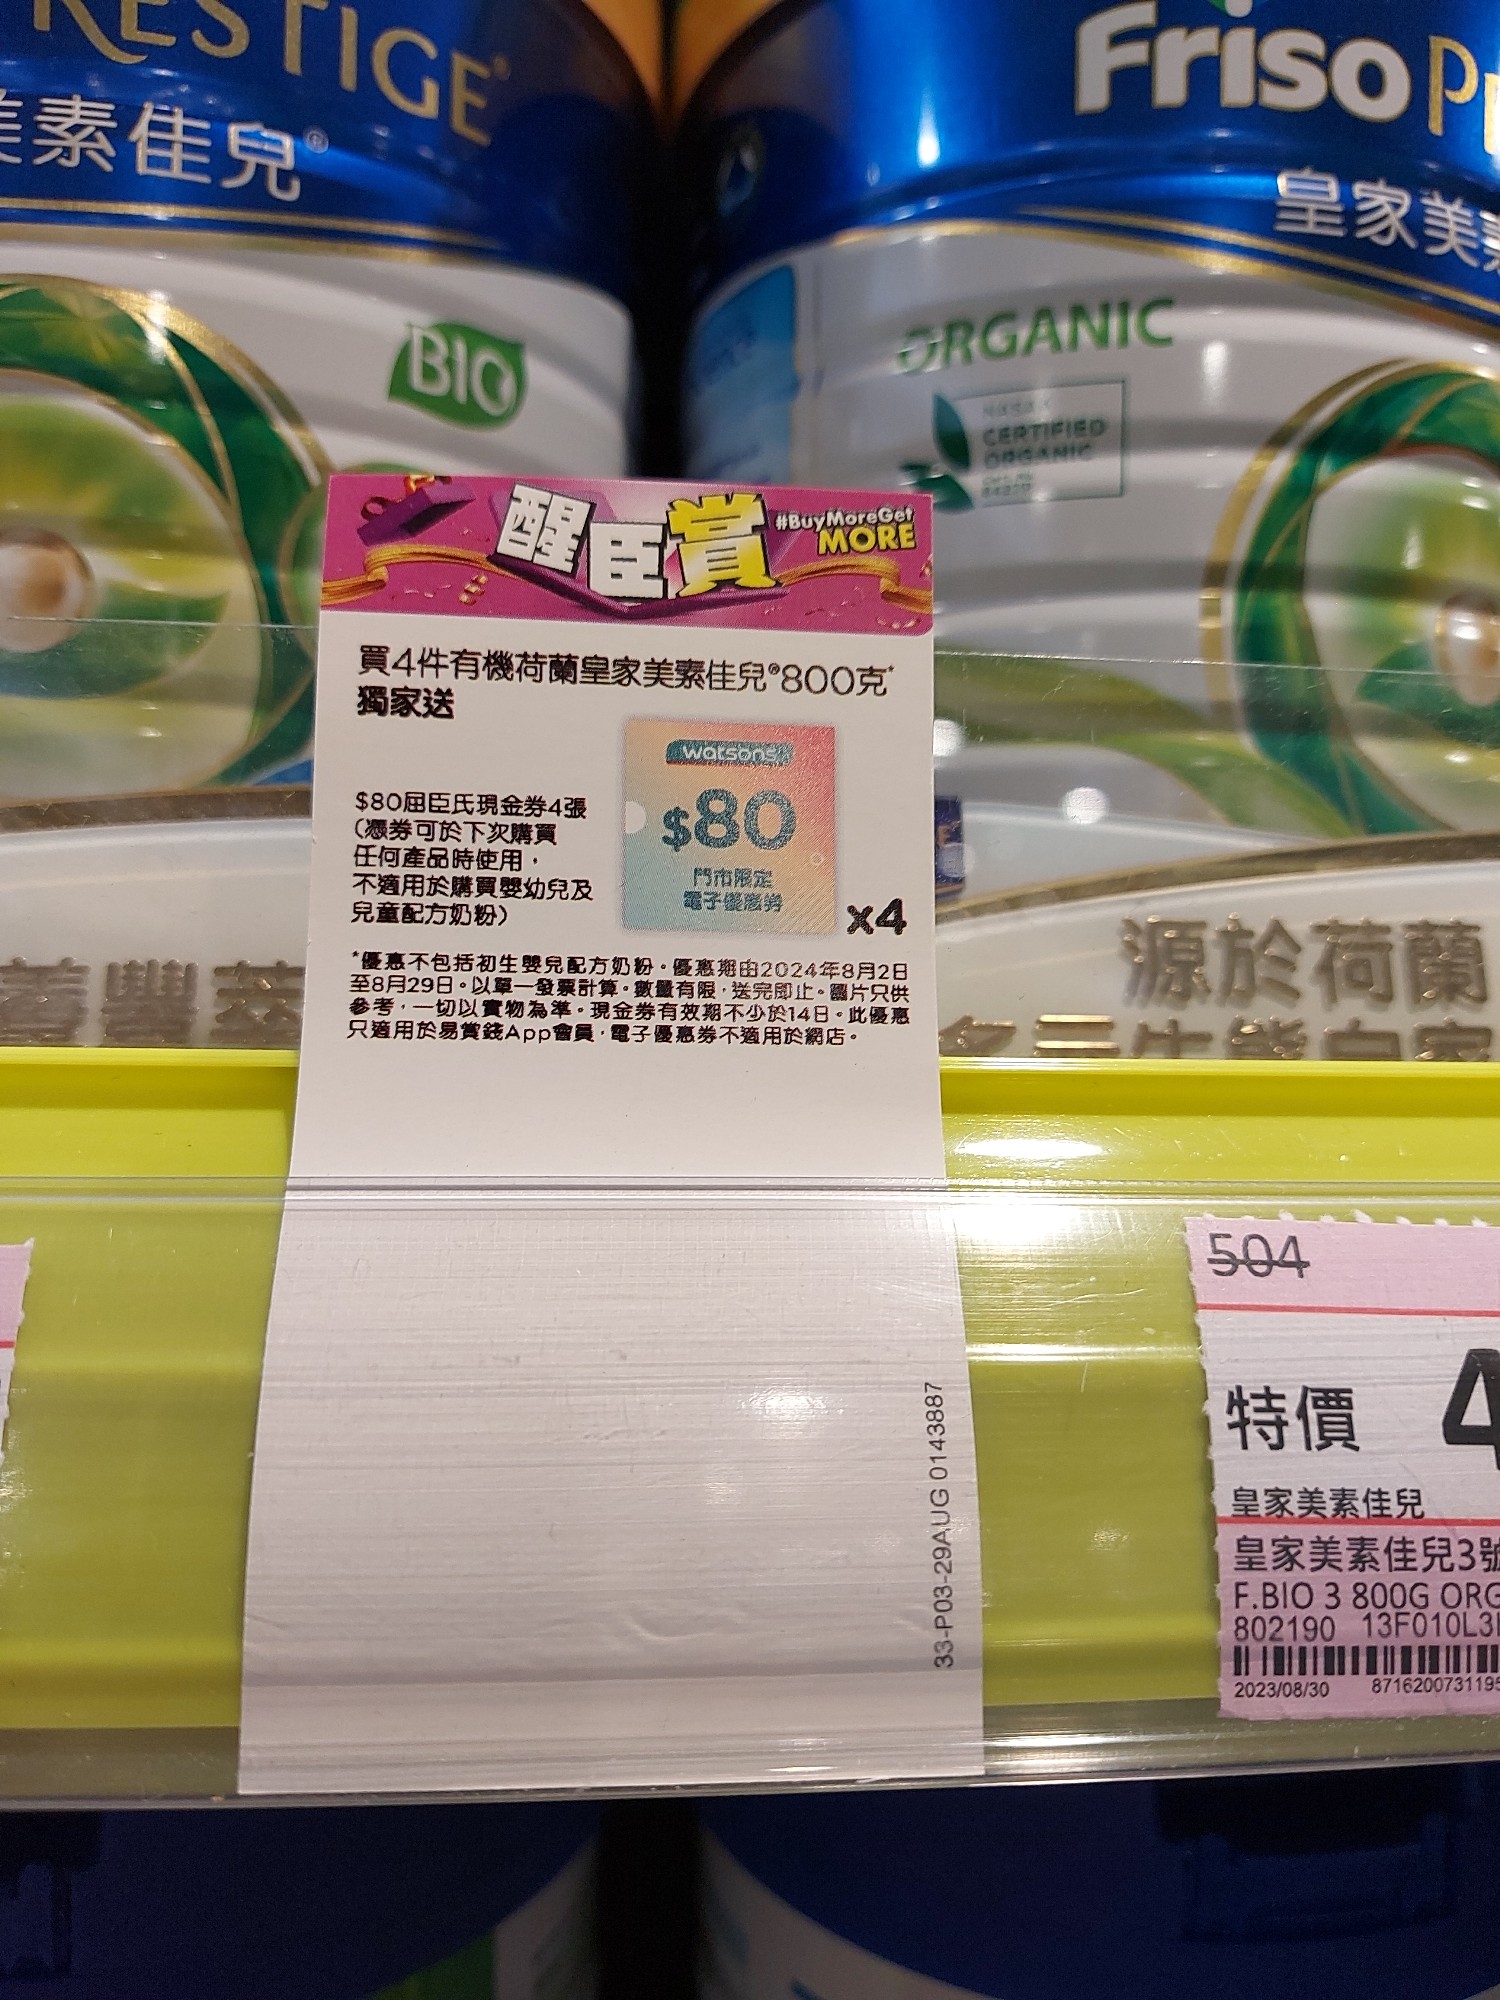 RESTIGE®
美素佳兒®
BIO
Friso Pr
皇家美素
ORGANIC
CERTIFIED
ORGANIC
醒臣賞
#BuyMoreGet
MORE
買4件有機荷蘭皇家美素佳兒®800克*
獨家送
$80屈臣氏現金券4張
(憑券可於下次購買
任何產品時使用，
不適用於購買嬰幼兒及
兒童配方奶粉)
watsons
$80
門市限定
電子優惠券
x4
*優惠不包括初生嬰兒配方奶粉。優惠期由2024年8月2日
至8月29日。以單一發票計算。數量有限，送完即止。圖片只供
參考，一切以實物為準。現金券有效期不少於14日。此優惠
只適用於易賞錢App會員，電子優惠券不適用於網店。
源於荷蘭
33-P03-29AUG 0143887
504
特價 4
皇家美素佳兒
皇家美素佳兒3號
F.BIO 3 800G ORG
802190 13F010L3
2023/08/30 871620073119